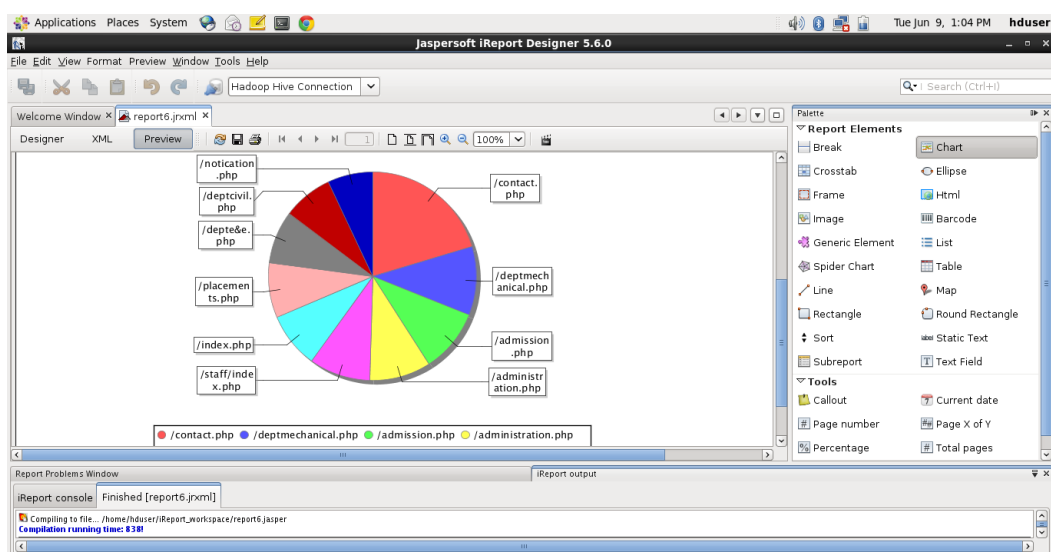 Applications Places System Tue Jun 9, 1:04 PM hduser
Jaspersoft iReport Designer 5.6.0
File Edit View Format Preview Window Tools Help
Hadoop Hive Connection
Search (Ctrl+I)
Welcome Window report6.jrxml
Designer XML Preview 1 100%
/notication
.php
/deptcivil.
php
/depte&e.
php
/placemen
ts.php
/index.php
/staff/inde
x.php
/contact.
php
/deptmech
anical.php
/admission
.php
/administr
ation.php
/contact.php /deptmechanical.php /admission.php /administration.php
Palette
Report Elements
Break Chart
Crosstab Ellipse
Frame Html
Image Barcode
Generic Element List
Spider Chart Table
Line Map
Rectangle Round Rectangle
Sort label Static Text
Subreport T Text Field
Tools
Callout Current date
# Page number Page X of Y
Percentage # Total pages
Report Problems Window iReport output
iReport console Finished [report6.jrxml]
Compiling to file... /home/hduser/iReport_workspace/report6.jasper
Compilation running time: 838!